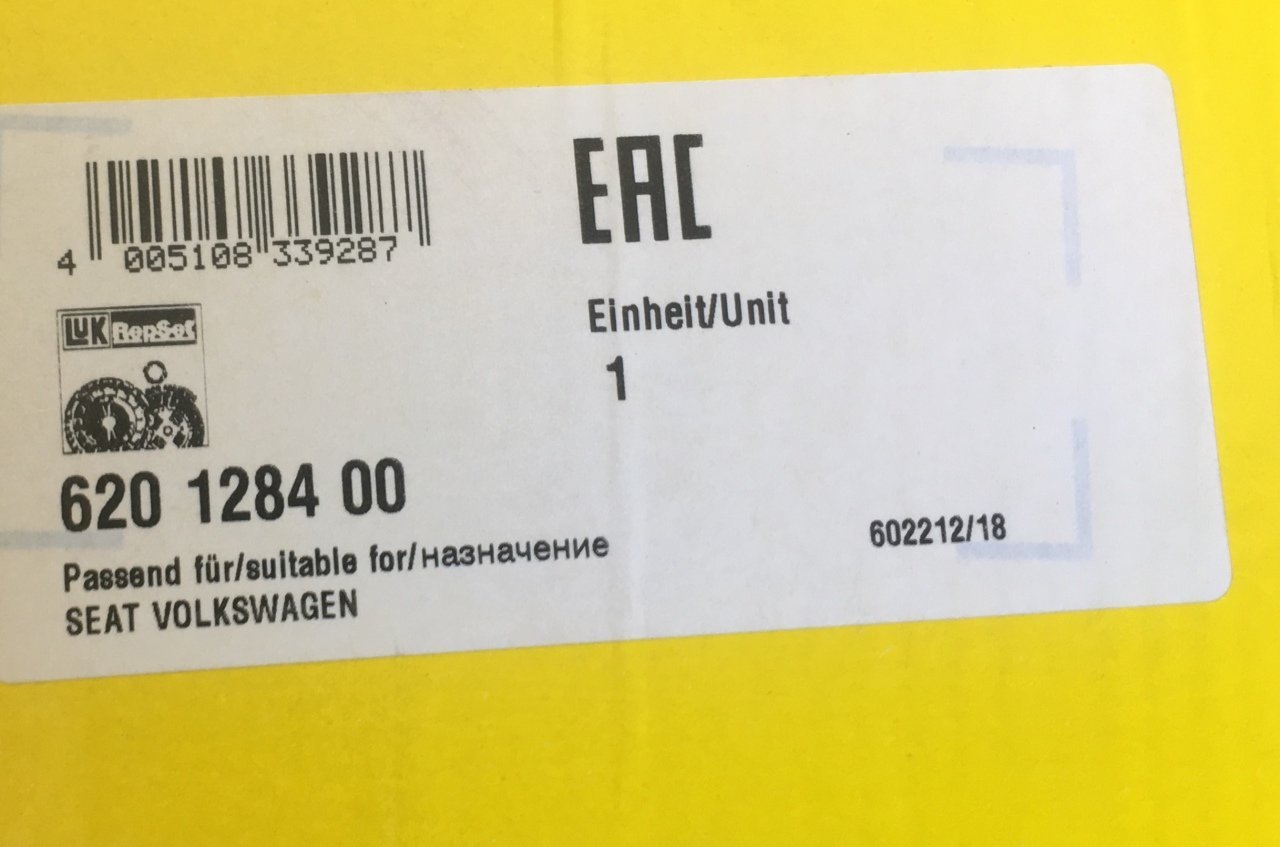 4 005108 339287
EAC
LuK RepSet
Einheit/Unit
1
620 1284 00
Passend für/suitable for/назначение
SEAT VOLKSWAGEN
602212/18